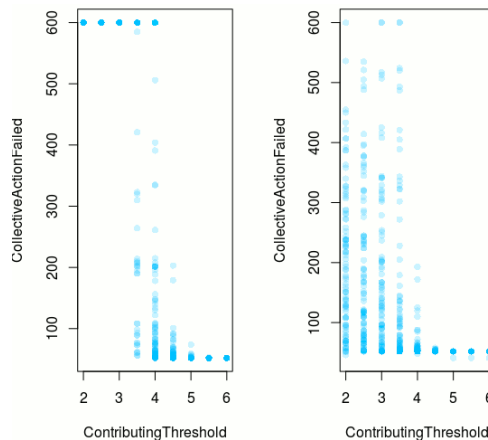 600
500
400
300
200
100
CollectiveActionFailed
2 3 4 5 6
ContributingThreshold
600
500
400
300
200
100
CollectiveActionFailed
2 3 4 5 6
ContributingThreshold